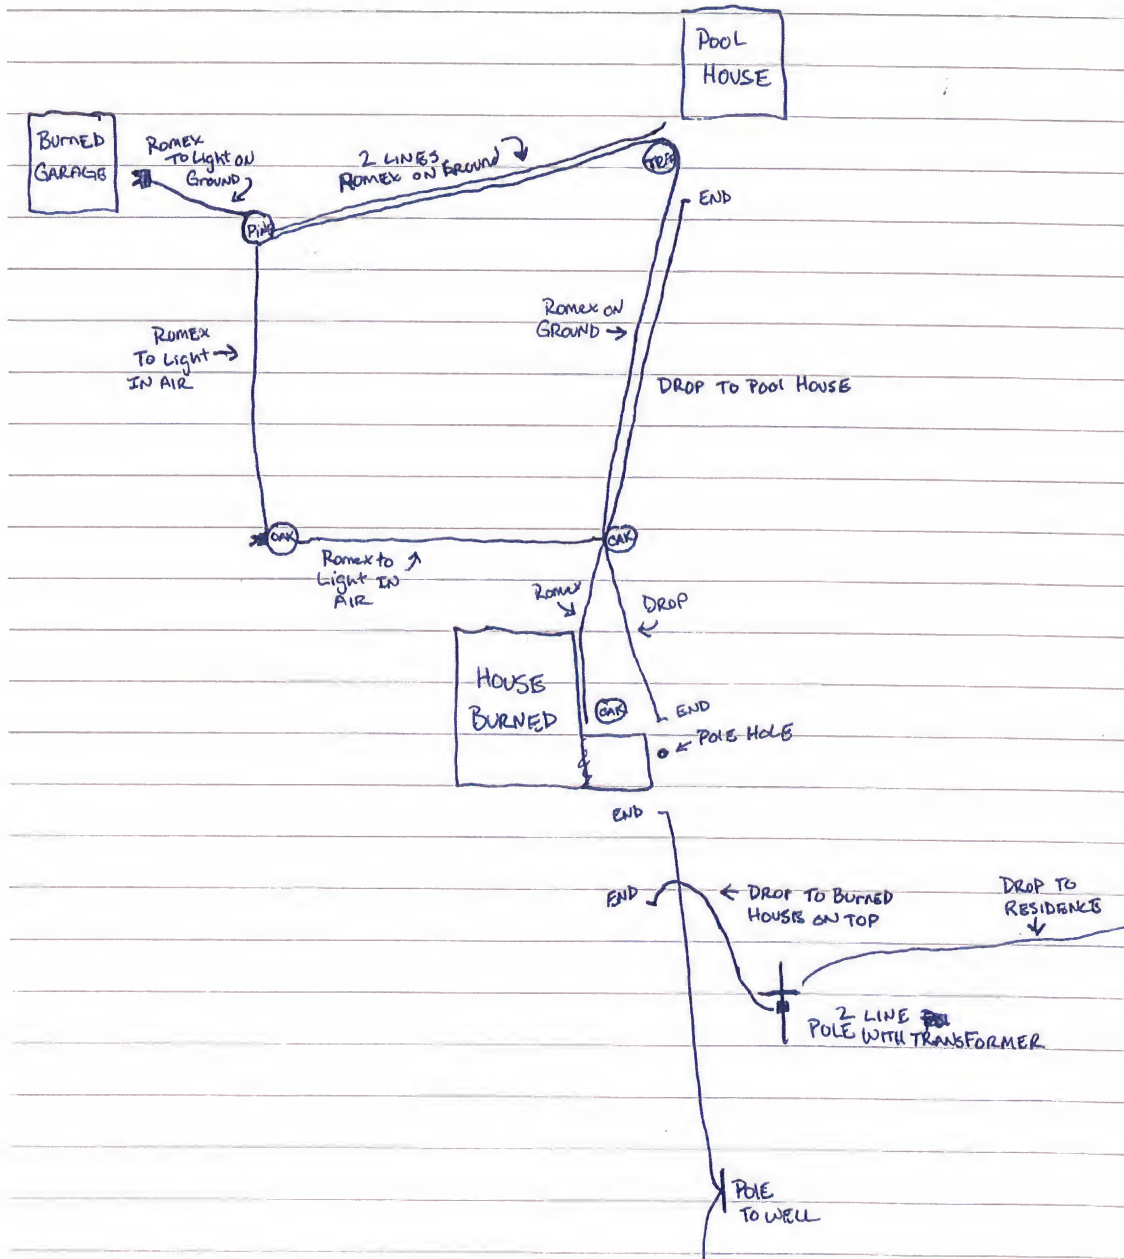 POOL
HOUSE
BURNED
GARAGE
ROMEX
To Light on
GROUND
2 LINES
ROMEX ON GROUND
TREE
END
PINE
ROMEX ON
GROUND
ROMEX
To Light
IN AIR
DROP TO POOL HOUSE
OAK
OAK
Romex to
Light IN
AIR
Romex
DROP
HOUSE
BURNED
OAK
END
POLE HOLE
END
END
DROP TO BURNED
HOUSE ON TOP
DROP TO
RESIDENCE
2 LINE
POLE WITH TRANSFORMER
POLE
TO WELL